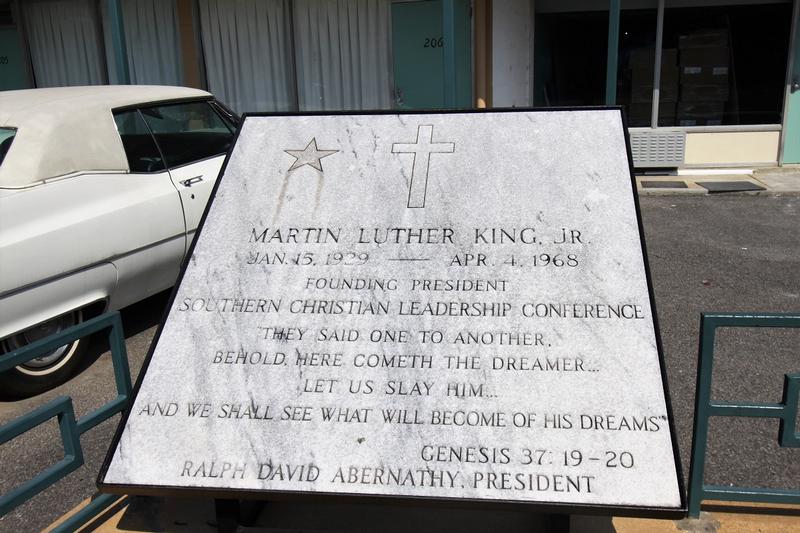 206
205
MARTIN LUTHER KING, JR.
JAN. 15, 1929 — APR. 4, 1968
FOUNDING PRESIDENT
SOUTHERN CHRISTIAN LEADERSHIP CONFERENCE
"THEY SAID ONE TO ANOTHER,
BEHOLD, HERE COMETH THE DREAMER...
LET US SLAY HIM...
AND WE SHALL SEE WHAT WILL BECOME OF HIS DREAMS"
GENESIS 37: 19-20
RALPH DAVID ABERNATHY, PRESIDENT